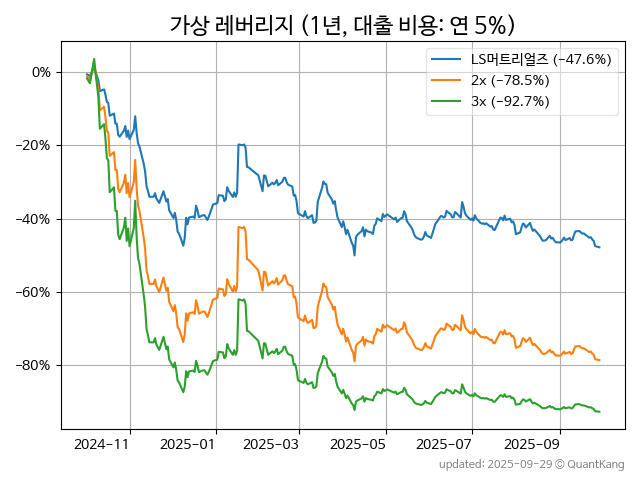 가상 레버리지 (1년, 대출 비용: 연 5%)
LS머트리얼즈 (−47.6%)
2x (−78.5%)
3x (−92.7%)
0%
−20%
−40%
−60%
−80%
2024-11 2025-01 2025-03 2025-05 2025-07 2025-09
updated: 2025-09-29 © QuantKang